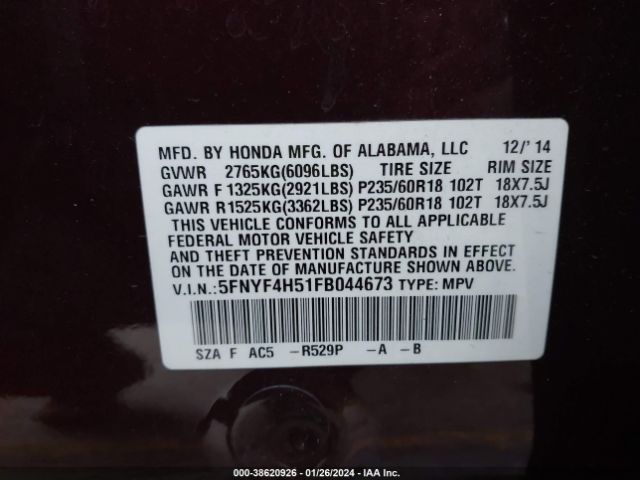 MFD. BY HONDA MFG. OF ALABAMA, LLC 12/' 14
GVWR 2765KG(6096LBS) TIRE SIZE RIM SIZE
GAWR F 1325KG(2921LBS) P235/60R18 102T 18X7.5J
GAWR R1525KG(3362LBS) P235/60R18 102T 18X7.5J
THIS VEHICLE CONFORMS TO ALL APPLICABLE
FEDERAL MOTOR VEHICLE SAFETY
AND THEFT PREVENTION STANDARDS IN EFFECT
ON THE DATE OF MANUFACTURE SHOWN ABOVE.
V.I.N.:5FNYF4H51FB044673 TYPE: MPV
SZA F AC5 -R529P -A -B
000-38620926 - 01/26/2024 - IAA Inc.